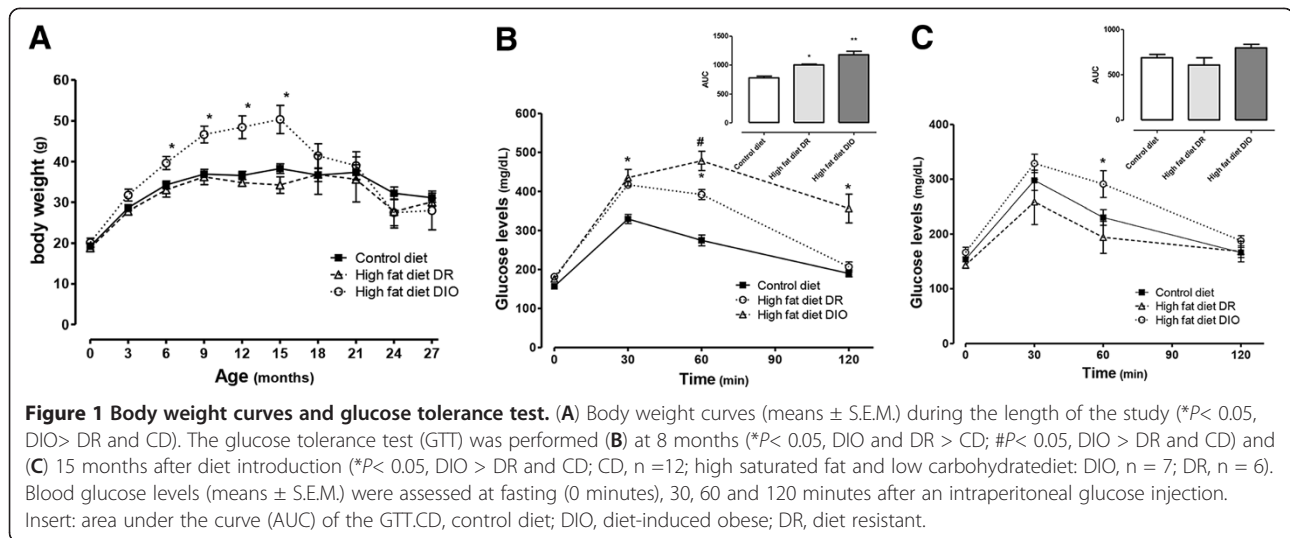 A
body weight (g)
60
50
40
30
20
10
0
* * * *
Control diet
High fat diet DR
High fat diet DIO
0 3 6 9 12 15 18 21 24 27
Age (months)
B
AUC
1500
1000
500
0
* **
Control diet
High fat diet DR
High fat diet DIO
Glucose levels (mg/dL)
600
500
400
300
200
100
0
* # * *
Control diet
High fat diet DR
High fat diet DIO
0 30 60 120
Time (min)
C
AUC
1000
500
0
Control diet
High fat diet DR
High fat diet DIO
Glucose levels (mg/dL)
400
300
200
100
0
*
Control diet
High fat diet DR
High fat diet DIO
0 30 60 120
Time (min)
Figure 1 Body weight curves and glucose tolerance test. (A) Body weight curves (means ± S.E.M.) during the length of the study (*P< 0.05,
DIO> DR and CD). The glucose tolerance test (GTT) was performed (B) at 8 months (*P< 0.05, DIO and DR > CD; #P< 0.05, DIO > DR and CD) and
(C) 15 months after diet introduction (*P< 0.05, DIO > DR and CD; CD, n =12; high saturated fat and low carbohydratediet: DIO, n = 7; DR, n = 6).
Blood glucose levels (means ± S.E.M.) were assessed at fasting (0 minutes), 30, 60 and 120 minutes after an intraperitoneal glucose injection.
Insert: area under the curve (AUC) of the GTT.CD, control diet; DIO, diet-induced obese; DR, diet resistant.